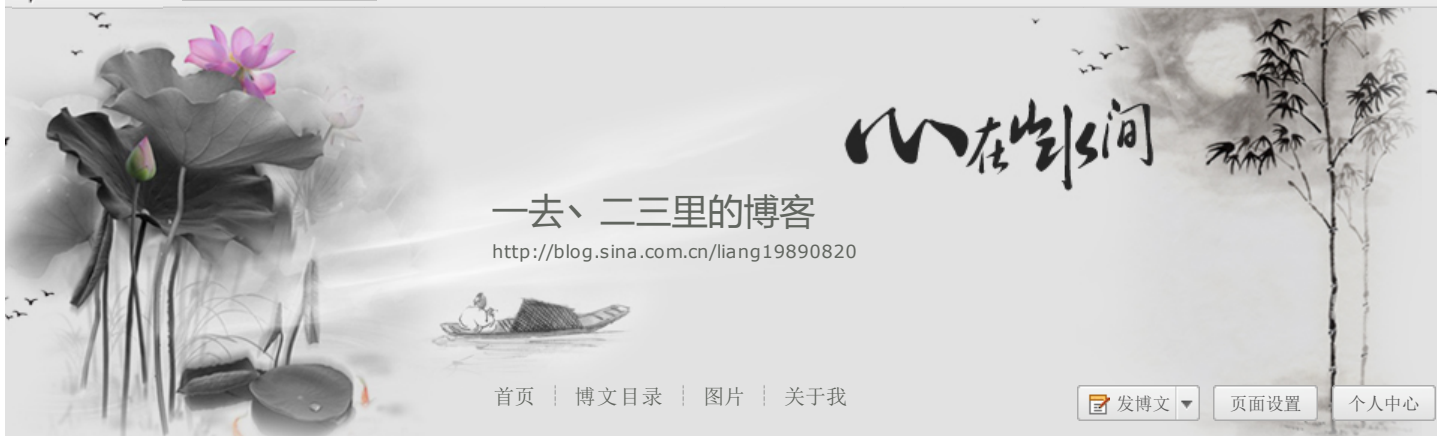 心在山水间
一去丶二三里的博客
http://blog.sina.com.cn/liang19890820
首页 博文目录 图片 关于我
发博文 页面设置 个人中心